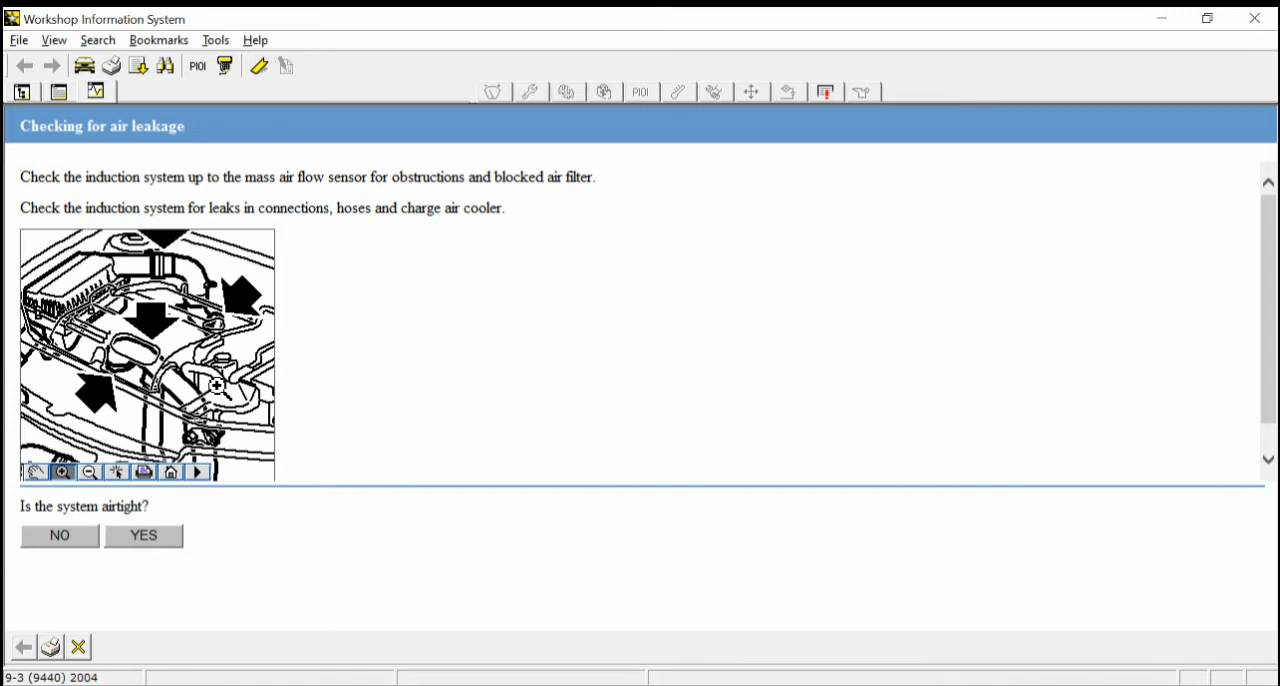 Workshop Information System
File View Search Bookmarks Tools Help
PIOI
PIOI
Checking for air leakage
Check the induction system up to the mass air flow sensor for obstructions and blocked air filter.
Check the induction system for leaks in connections, hoses and charge air cooler.
Is the system airtight?
NO YES
9-3 (9440) 2004